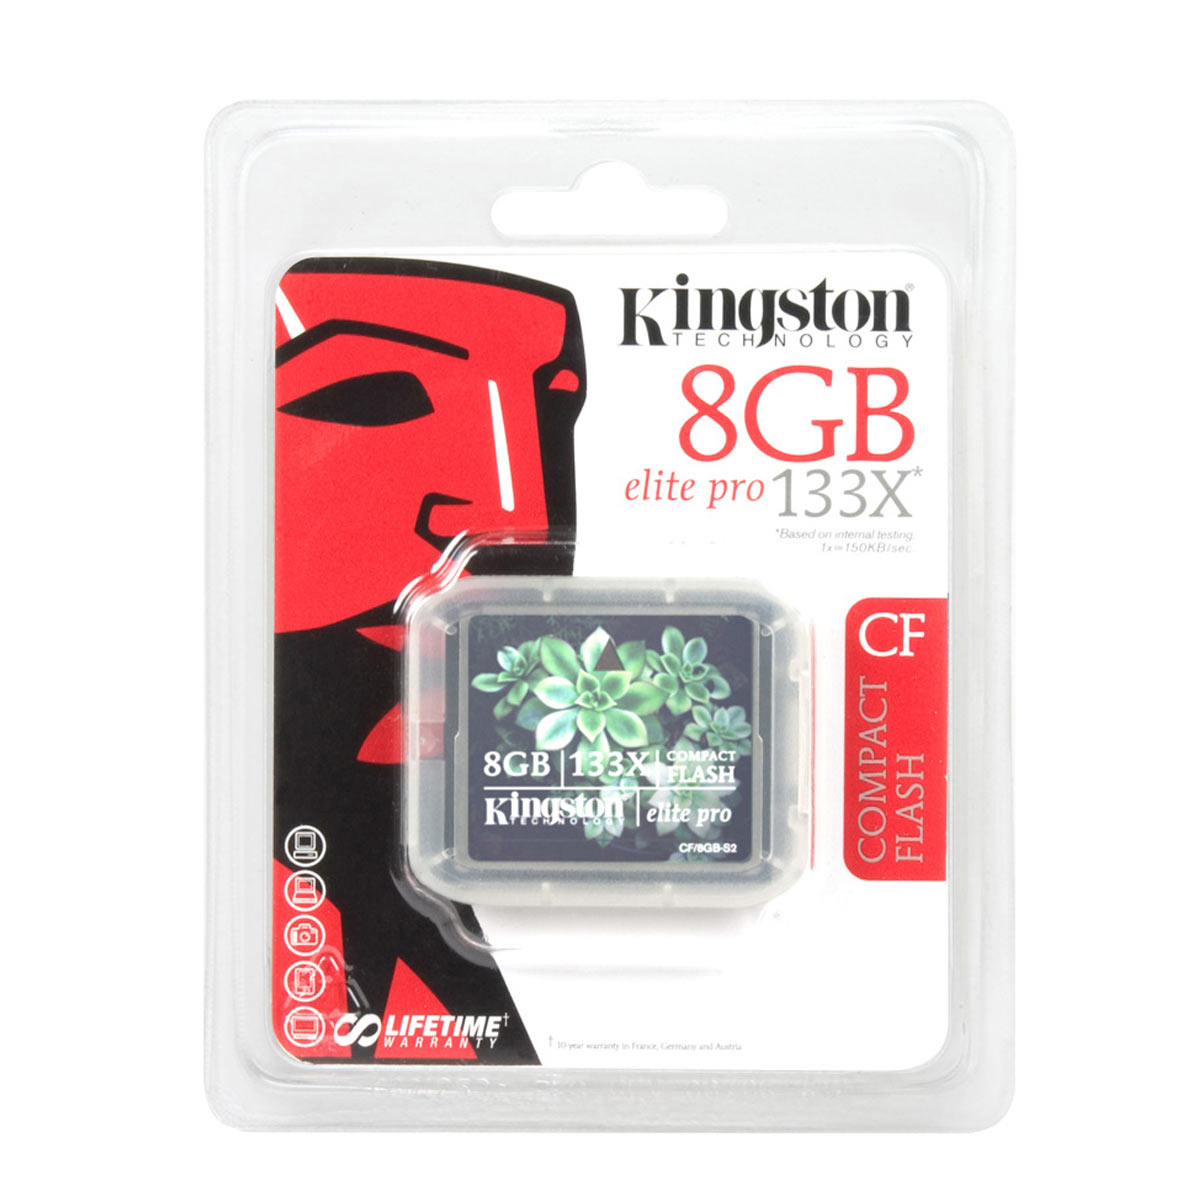 Kingston®
TECHNOLOGY
8GB
elite pro 133X*
*Based on internal testing.
1x = 150KB/sec.
CF
COMPACT
FLASH
8GB | 133X | COMPACT
FLASH
Kingston | elite pro
TECHNOLOGY
CF/8GB-S2
LIFETIME†
WARRANTY
† 10-year warranty in France, Germany and Austria